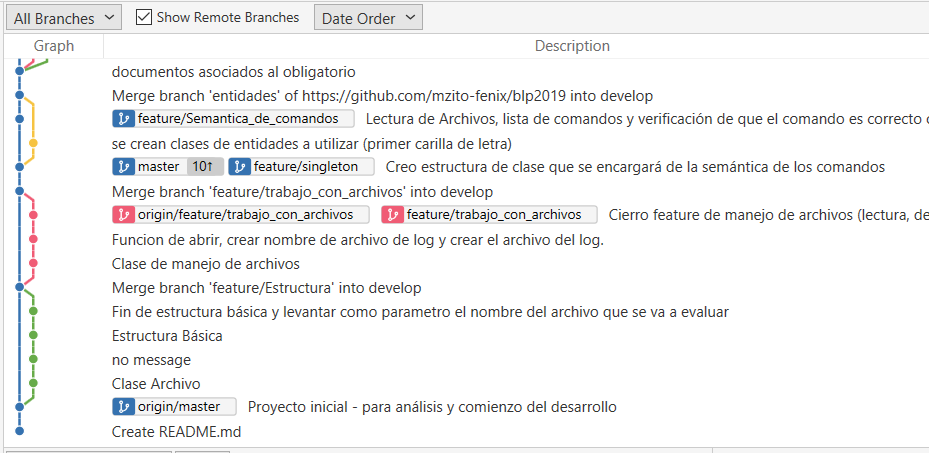 All Branches Show Remote Branches Date Order
Graph Description
documentos asociados al obligatorio
Merge branch 'entidades' of https://github.com/mzito-fenix/blp2019 into develop
feature/Semantica_de_comandos Lectura de Archivos, lista de comandos y verificación de que el comando es correcto
se crean clases de entidades a utilizar (primer carilla de letra)
master 10↑ feature/singleton Creo estructura de clase que se encargará de la semántica de los comandos
Merge branch 'feature/trabajo_con_archivos' into develop
origin/feature/trabajo_con_archivos feature/trabajo_con_archivos Cierro feature de manejo de archivos (lectura, de
Funcion de abrir, crear nombre de archivo de log y crear el archivo del log.
Clase de manejo de archivos
Merge branch 'feature/Estructura' into develop
Fin de estructura básica y levantar como parametro el nombre del archivo que se va a evaluar
Estructura Básica
no message
Clase Archivo
origin/master Proyecto inicial - para análisis y comienzo del desarrollo
Create README.md